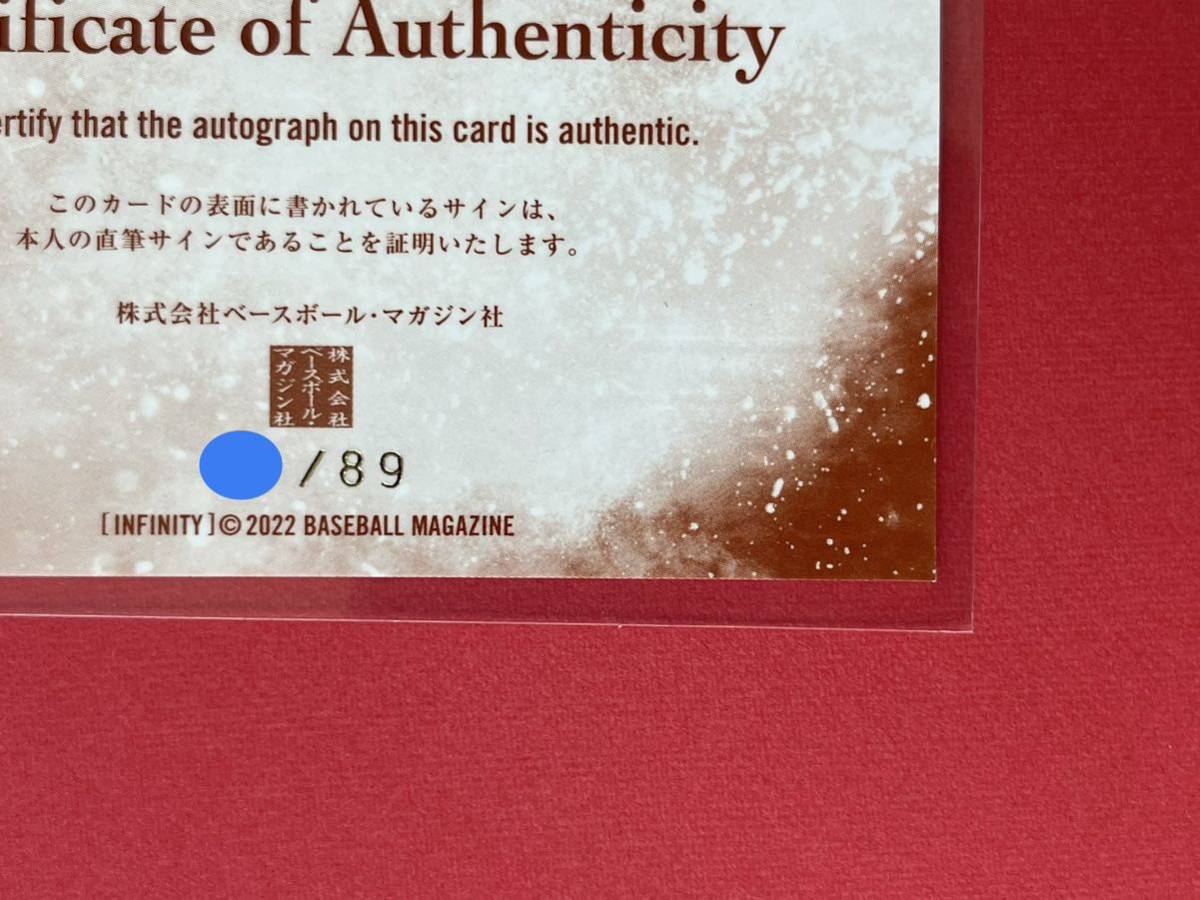 ificate of Authenticity
ertify that the autograph on this card is authentic.
このカードの表面に書かれているサインは、
本人の直筆サインであることを証明いたします。
株式会社ベースボール・マガジン社
株式会社
ベースボール・
マガジン社
/89
[INFINITY]© 2022 BASEBALL MAGAZINE